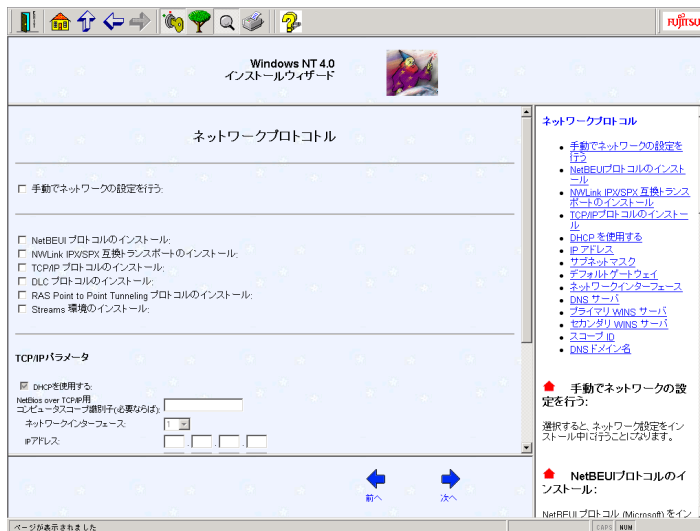 FUJITSU
Windows NT 4.0
インストールウィザード
ネットワークプロトコトル
手動でネットワークの設定を行う:
NetBEUI プロトコルのインストール:
NWLink IPX/SPX 互換トランスポートのインストール:
TCP/IP プロトコルのインストール:
DLC プロトコルのインストール:
RAS Point to Point Tunneling プロトコルのインストール:
Streams 環境のインストール:
TCP/IPパラメータ
DHCPを使用する:
NetBios over TCP/IP用
コンピュータスコープ識別子(必要ならば):
ネットワークインターフェース:
1
IPアドレス:
前へ
次へ
ネットワークプロトコル
手動でネットワークの設定を
行う
NetBEUIプロトコルのインスト
ール
NWLink IPX/SPX 互換トランス
ポートのインストール
TCP/IPプロトコルのインストー
ル
DHCP を使用する
IP アドレス
サブネットマスク
デフォルトゲートウェイ
ネットワークインターフェース
DNS サーバ
プライマリ WINS サーバ
セカンダリ WINS サーバ
スコープ ID
DNSドメイン名
手動でネットワークの設
定を行う:
選択すると、ネットワーク設定をイン
ストール中に行うことになります。
NetBEUIプロトコルのイ
ンストール:
NetBEUI プロトコル (Microsoft) をイン
ページが表示されました
CAPS NUM